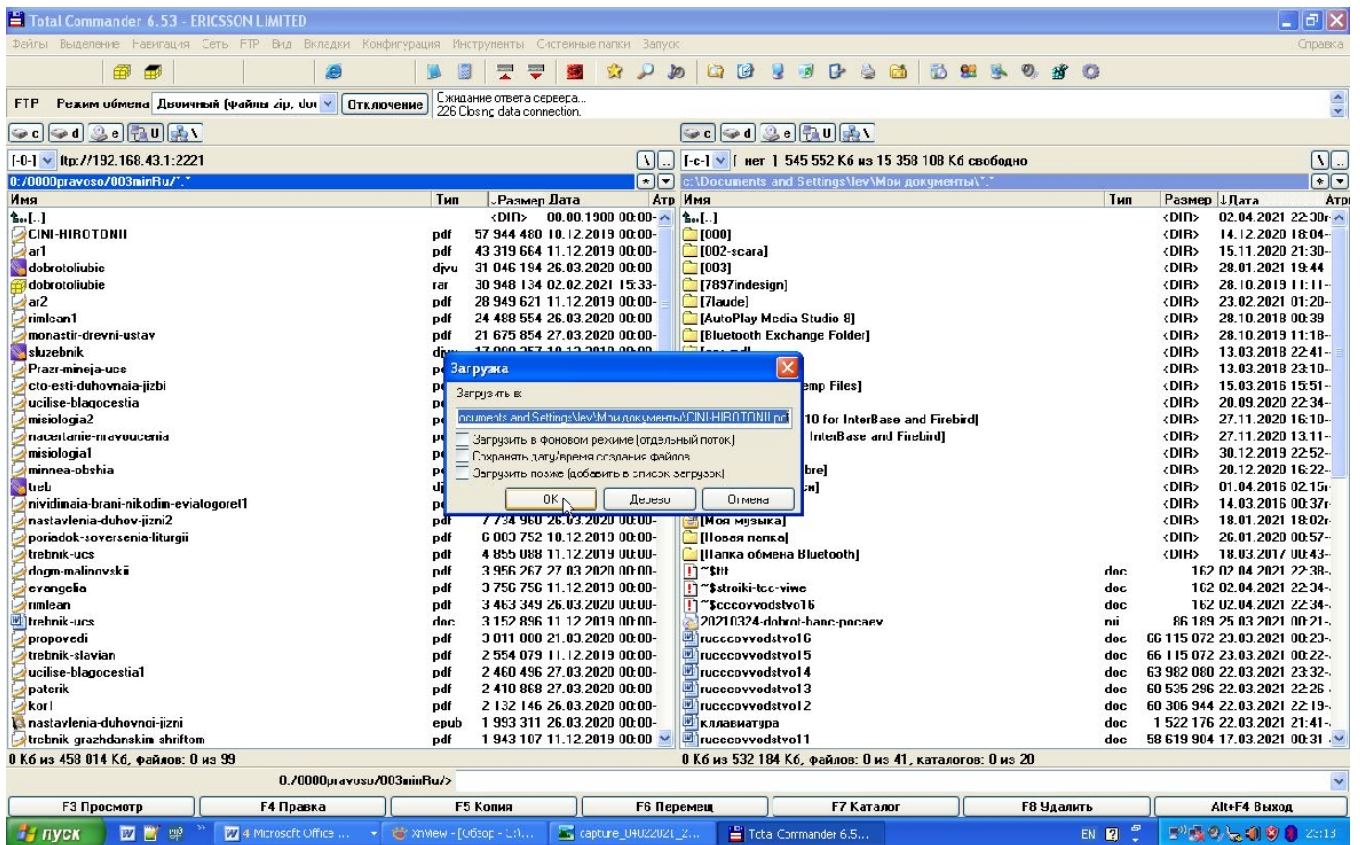 Total Commander 6.53 - ERICSSON LIMITED
Файлы Выделение Навигация Сеть FTP Вид Вкладки Конфигурация Инструменты Системные папки Запуск Справка
FTP Режим обмена Двоичный (файлы zip, doc Отключение
226 Closing data connection.
c d e U \ c d e U \
[-0-] ftp://192.168.43.1:2221 \ .. [-c-] [ нет ] 545 552 Кб из 15 358 108 Кб свободно \ ..
0:/0000pravoso/003minRu/*.* c:\Documents and Settings\lev\Мои документы\*.*
Имя Тип Размер Дата Атр Имя Тип Размер Дата Атр
[..] <DIR> 00.00.1900 00:00- [..] <DIR> 02.04.2021 22:30r
CINI-HIROTONII pdf 57 944 480 10.12.2019 00:00- [000] <DIR> 14.12.2020 18:04-
ar1 pdf 43 319 664 11.12.2019 00:00- [002-scara] <DIR> 15.11.2020 21:30-
dobrotoliubie djvu 31 046 194 26.03.2020 00:00 [003] <DIR> 28.01.2021 19:44
dobrotoliubie rar 30 948 134 02.02.2021 15:33- [7897indesign] <DIR> 28.10.2019 11:11-
ar2 pdf 28 949 621 11.12.2019 00:00- [7laude] <DIR> 23.02.2021 01:20-
rimlean1 pdf 24 488 554 26.03.2020 00:00 [AutoPlay Media Studio 8] <DIR> 28.10.2018 00:39
monastir-drevni-ustav pdf 21 675 854 27.03.2020 00:00- [Bluetooth Exchange Folder] <DIR> 28.10.2019 11:18-
sluzebnik <DIR> 13.03.2018 22:41-
Prazr-mineja-ucs <DIR> 13.03.2018 23:10-
cto-esti-duhovnaia-jizbi emp Files] <DIR> 15.03.2016 15:51-
ucilise-blagocestia <DIR> 20.09.2020 22:34-
misiologia2 10 for InterBase and Firebird] <DIR> 27.11.2020 16:10-
nacertanie-nravoucenia InterBase and Firebird] <DIR> 27.11.2020 13:11-
misiologia1 <DIR> 30.12.2019 22:52-
minnea-obshia bre] <DIR> 20.12.2020 16:22-
treb <DIR> 01.04.2016 02:15r
nividimaia-brani-nikodin-eviatogoret1 <DIR> 14.03.2016 00:37r
nastavlenia-duhov-jizni2 pdf 7 734 960 26.03.2020 00:00- [Моя музыка] <DIR> 18.01.2021 18:02r
poriadok-soversenia-liturgii pdf 6 003 752 10.12.2019 00:00- [Новая папка] <DIR> 26.01.2020 00:57-
trebnik-ucs pdf 4 855 088 11.12.2019 00:00- [Папка обмена Bluetooth] <DIR> 18.03.2017 00:43-
dogm-malinovskii pdf 3 956 267 27.03.2020 00:00- doc 162 02.04.2021 22:38-
evangelia pdf 3 756 756 11.12.2019 00:00- ~$stroiki-tcc-viwe doc 162 02.04.2021 22:34-
rimlean pdf 3 463 349 26.03.2020 00:00- ~$cccovvodstvo16 doc 162 02.04.2021 22:34-
trebnik-ucs doc 3 152 896 11.12.2019 00:00- 20210324-dobrot-hanc-pocaev 86 189 25.03.2021 00:21-
propovedi pdf 3 011 000 21.03.2020 00:00- rucccovvodstvo16 doc 66 115 072 23.03.2021 00:23-
trebnik-slavian pdf 2 554 079 11.12.2019 00:00- rucccovvodstvo15 doc 66 115 072 23.03.2021 00:22-
ucilise-blagocestia1 pdf 2 460 496 27.03.2020 00:00- rucccovvodstvo14 doc 63 982 080 22.03.2021 23:32-
paterik pdf 2 410 868 27.03.2020 00:00 rucccovvodstvo13 doc 60 535 296 22.03.2021 22:26
kor1 pdf 2 132 146 26.03.2020 00:00- rucccovvodstvo12 doc 60 306 944 22.03.2021 22:19-
nastavlenia-duhovnoi-jizni epub 1 993 311 26.03.2020 00:00- клавиатура doc 1 522 176 22.03.2021 21:41-
trebnik grazhdanskim shriftom pdf 1 943 107 11.12.2019 00:00 rucccovvodstvo11 doc 58 619 904 17.03.2021 00:31
Загрузка
Загрузить в:
ocuments and Settings\lev\Мои документы\CINI-HIROTONII.pdf
Загрузить в фоновом режиме (отдельный поток)
Сохранять дату/время создания файлов
Загрузить позже (добавить в список загрузок)
OK Дерево Отмена
0 Кб из 458 014 Кб, файлов: 0 из 99 0 Кб из 532 184 Кб, файлов: 0 из 41, каталогов: 0 из 20
0:/0000pravoso/003minRu/>
F3 Просмотр F4 Правка F5 Копия F6 Перемещ F7 Каталог F8 Удалить Alt+F4 Выход
пуск 4 Microsoft Office ... XnView - [Обзор - C:\... capture_04022021_2... Total Commander 6.5... EN 23:13